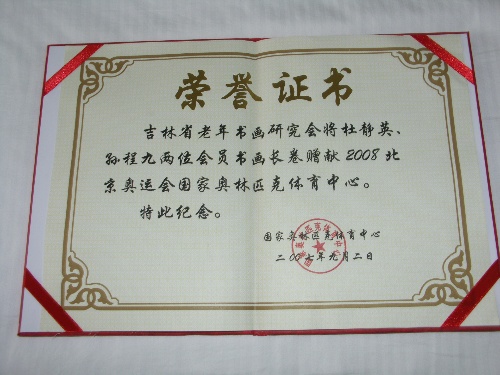 荣誉证书
吉林省老年书画研究会将杜静英、
孙程九两位会员书画长卷赠献2008北
京奥运会国家奥林匹克体育中心。
特此纪念。
国家奥林匹克体育中心
二00七年九月二日